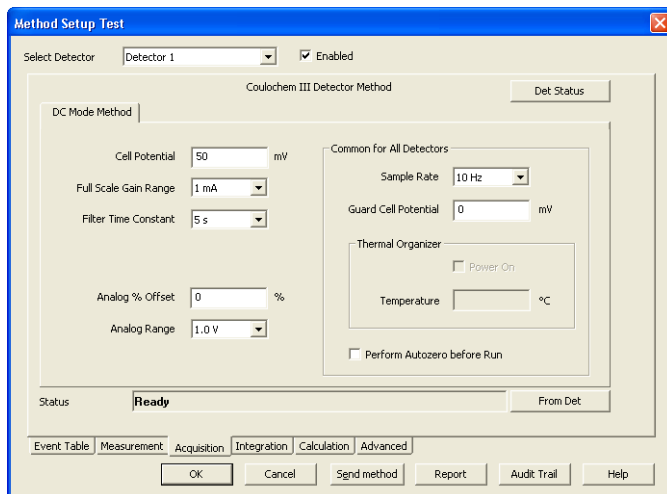 Method Setup Test
Select Detector Detector 1 Enabled
Coulochem III Detector Method
Det Status
DC Mode Method
Cell Potential 50 mV
Full Scale Gain Range 1 mA
Filter Time Constant 5 s
Analog % Offset 0 %
Analog Range 1.0 V
Common for All Detectors
Sample Rate 10 Hz
Guard Cell Potential 0 mV
Thermal Organizer
Power On
Temperature °C
Perform Autozero before Run
Status Ready From Det
Event Table Measurement Acquisition Integration Calculation Advanced
OK Cancel Send method Report Audit Trail Help